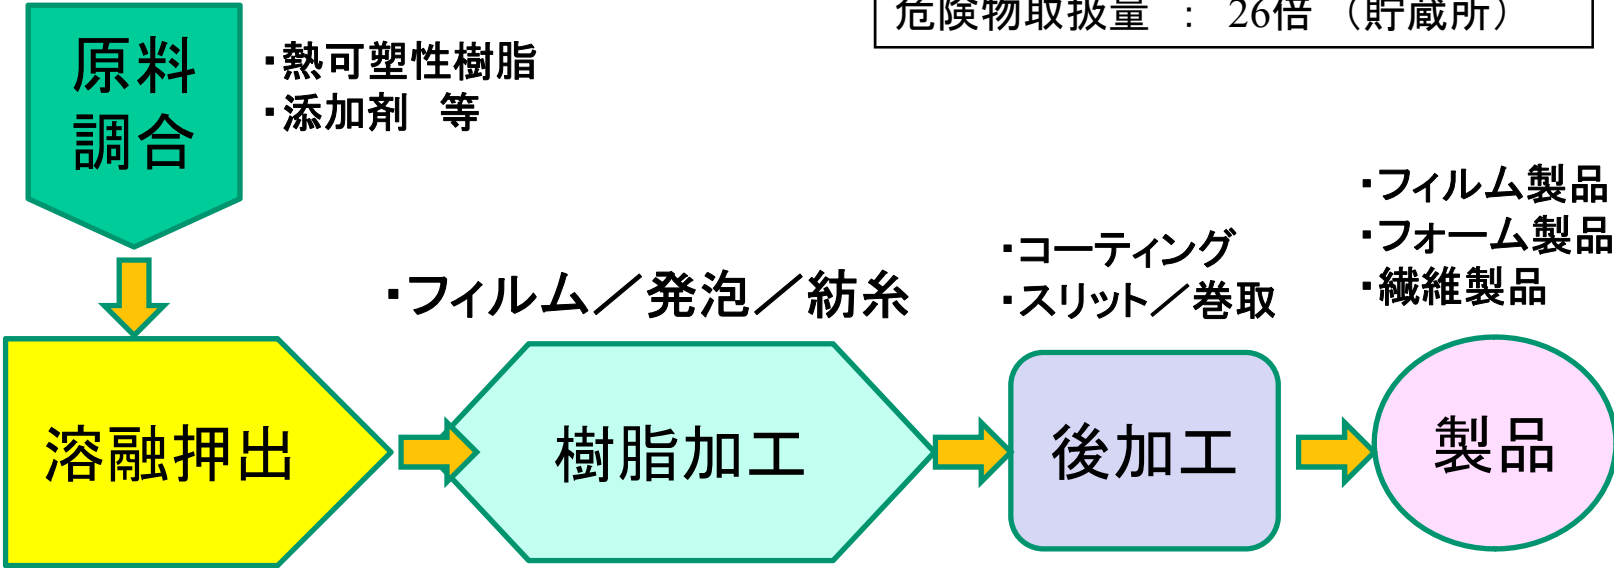 危険物取扱量 ： 26倍 （貯蔵所）
原料
調合
・熱可塑性樹脂
・添加剤 等
・フィルム製品
・フォーム製品
・繊維製品
・コーティング
・スリット／巻取
・フィルム／発泡／紡糸
溶融押出
樹脂加工
後加工
製品